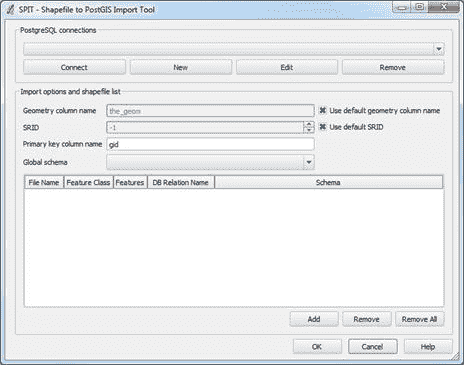 SPIT - Shapefile to PostGIS Import Tool
PostgreSQL connections
Connect New Edit Remove
Import options and shapefile list
Geometry column name the_geom Use default geometry column name
SRID -1 Use default SRID
Primary key column name gid
Global schema
File Name Feature Class Features DB Relation Name Schema
Add Remove Remove All
OK Cancel Help